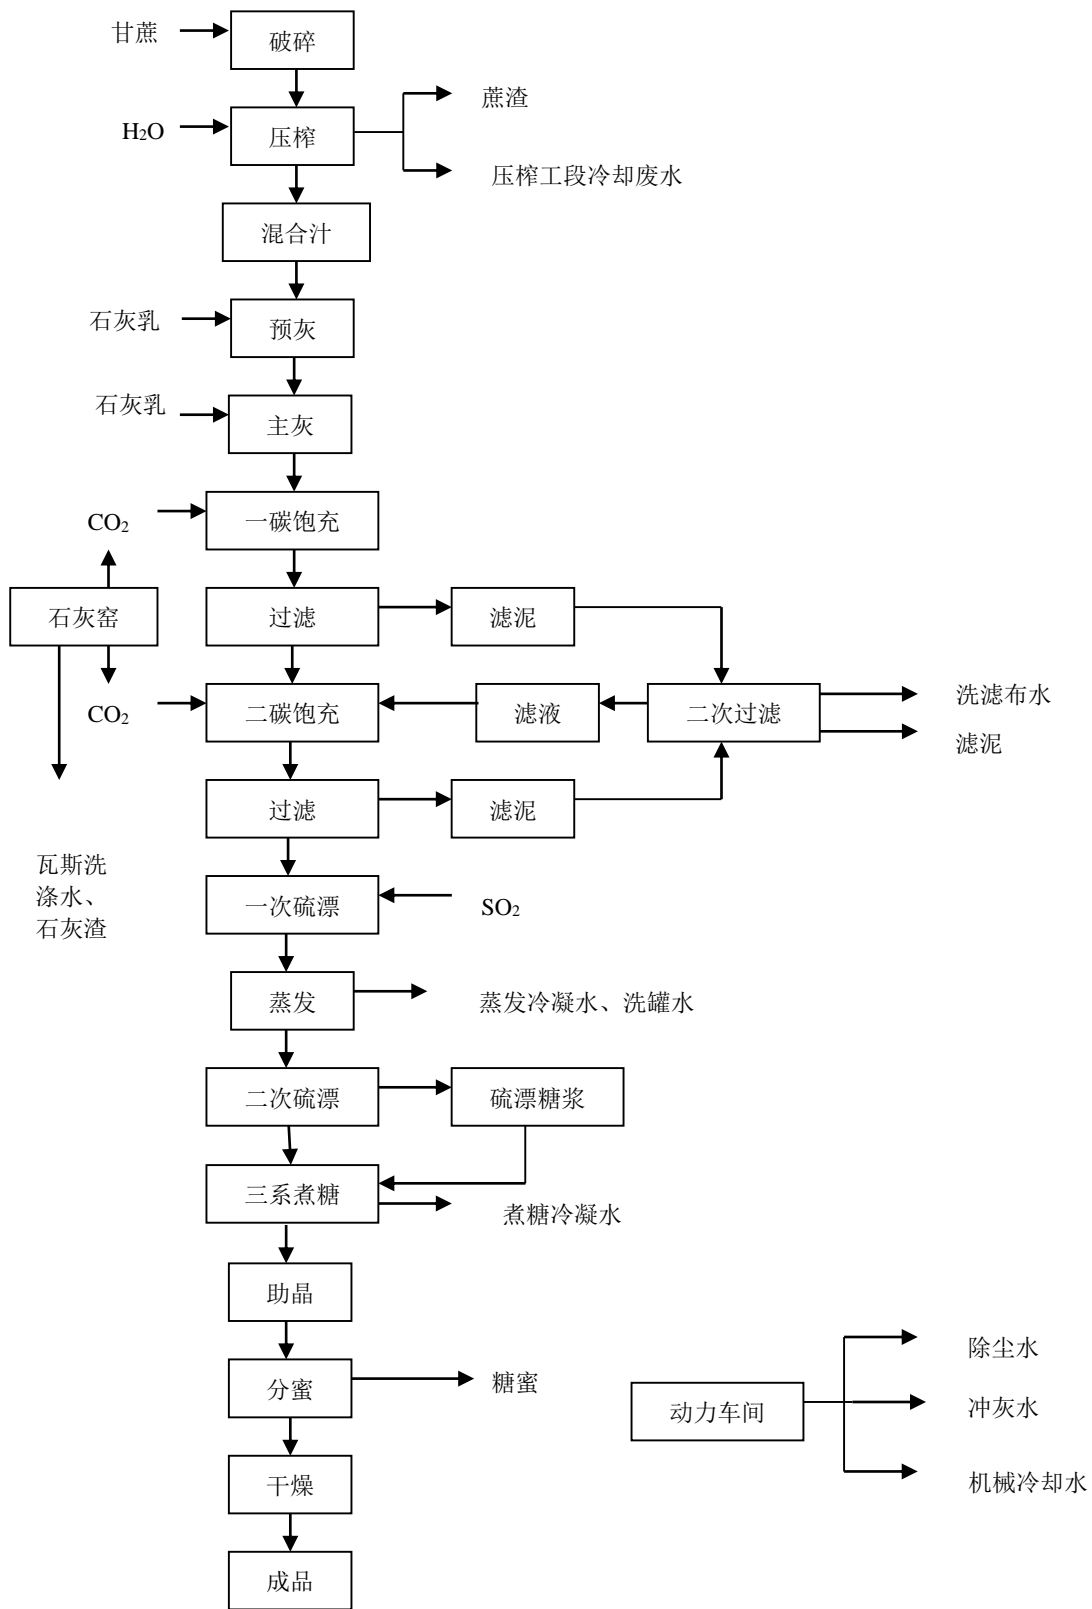 甘蔗
破碎
蔗渣
H₂O
压榨
压榨工段冷却废水
混合汁
石灰乳
预灰
石灰乳
主灰
CO₂
一碳饱充
石灰窑
过滤
滤泥
CO₂
二碳饱充
滤液
二次过滤
洗滤布水
滤泥
过滤
滤泥
瓦斯洗
涤水、
石灰渣
一次硫漂
SO₂
蒸发
蒸发冷凝水、洗罐水
二次硫漂
硫漂糖浆
三系煮糖
煮糖冷凝水
助晶
分蜜
糖蜜
动力车间
除尘水
冲灰水
机械冷却水
干燥
成品